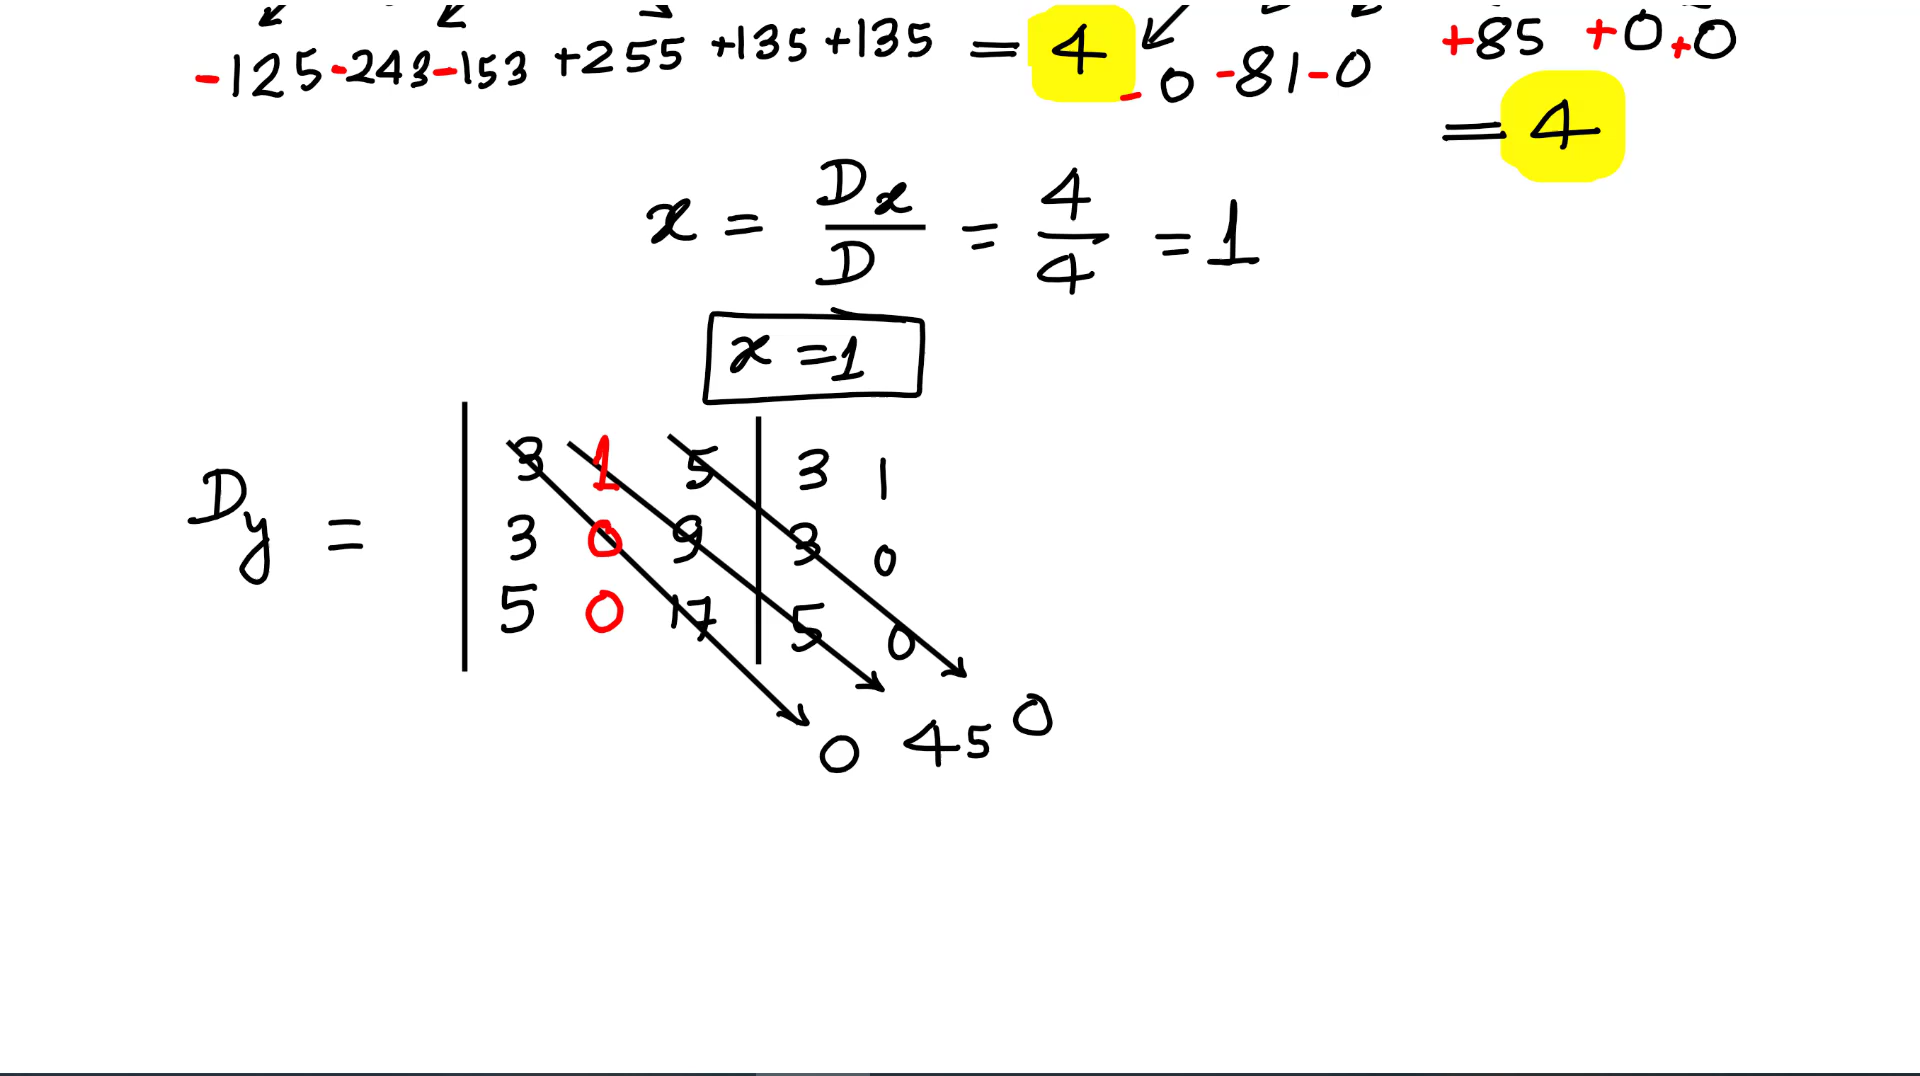 -125-243-153 +255 +135 +135 = 4 -0 -81-0 +85 +0+0
= 4
x = Dx/D = 4/4 = 1
x = 1
Dy = | 3 1 5 | 3 1
3 0 9 | 3 0
5 0 17 | 5 0
0 45 0